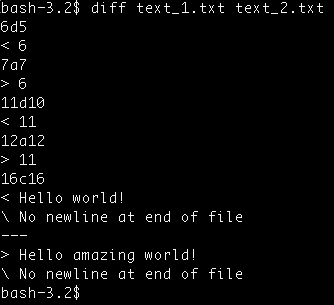 bash-3.2$ diff text_1.txt text_2.txt
6d5
< 6
7a7
> 6
11d10
< 11
12a12
> 11
16c16
< Hello world!
\ No newline at end of file
---
> Hello amazing world!
\ No newline at end of file
bash-3.2$